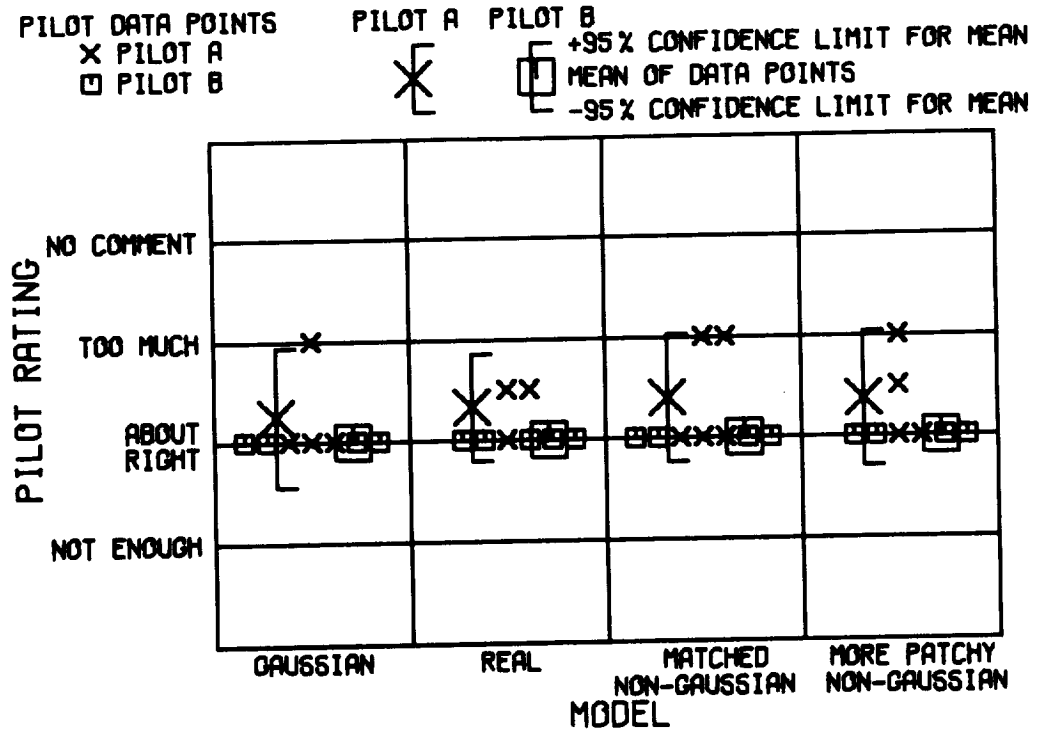 PILOT DATA POINTS
X PILOT A
PILOT B
PILOT A PILOT B
+95% CONFIDENCE LIMIT FOR MEAN
MEAN OF DATA POINTS
-95% CONFIDENCE LIMIT FOR MEAN
PILOT RATING
NO COMMENT
TOO MUCH
ABOUT
RIGHT
NOT ENOUGH
GAUSSIAN
REAL
MATCHED
NON-GAUSSIAN
MORE PATCHY
NON-GAUSSIAN
MODEL